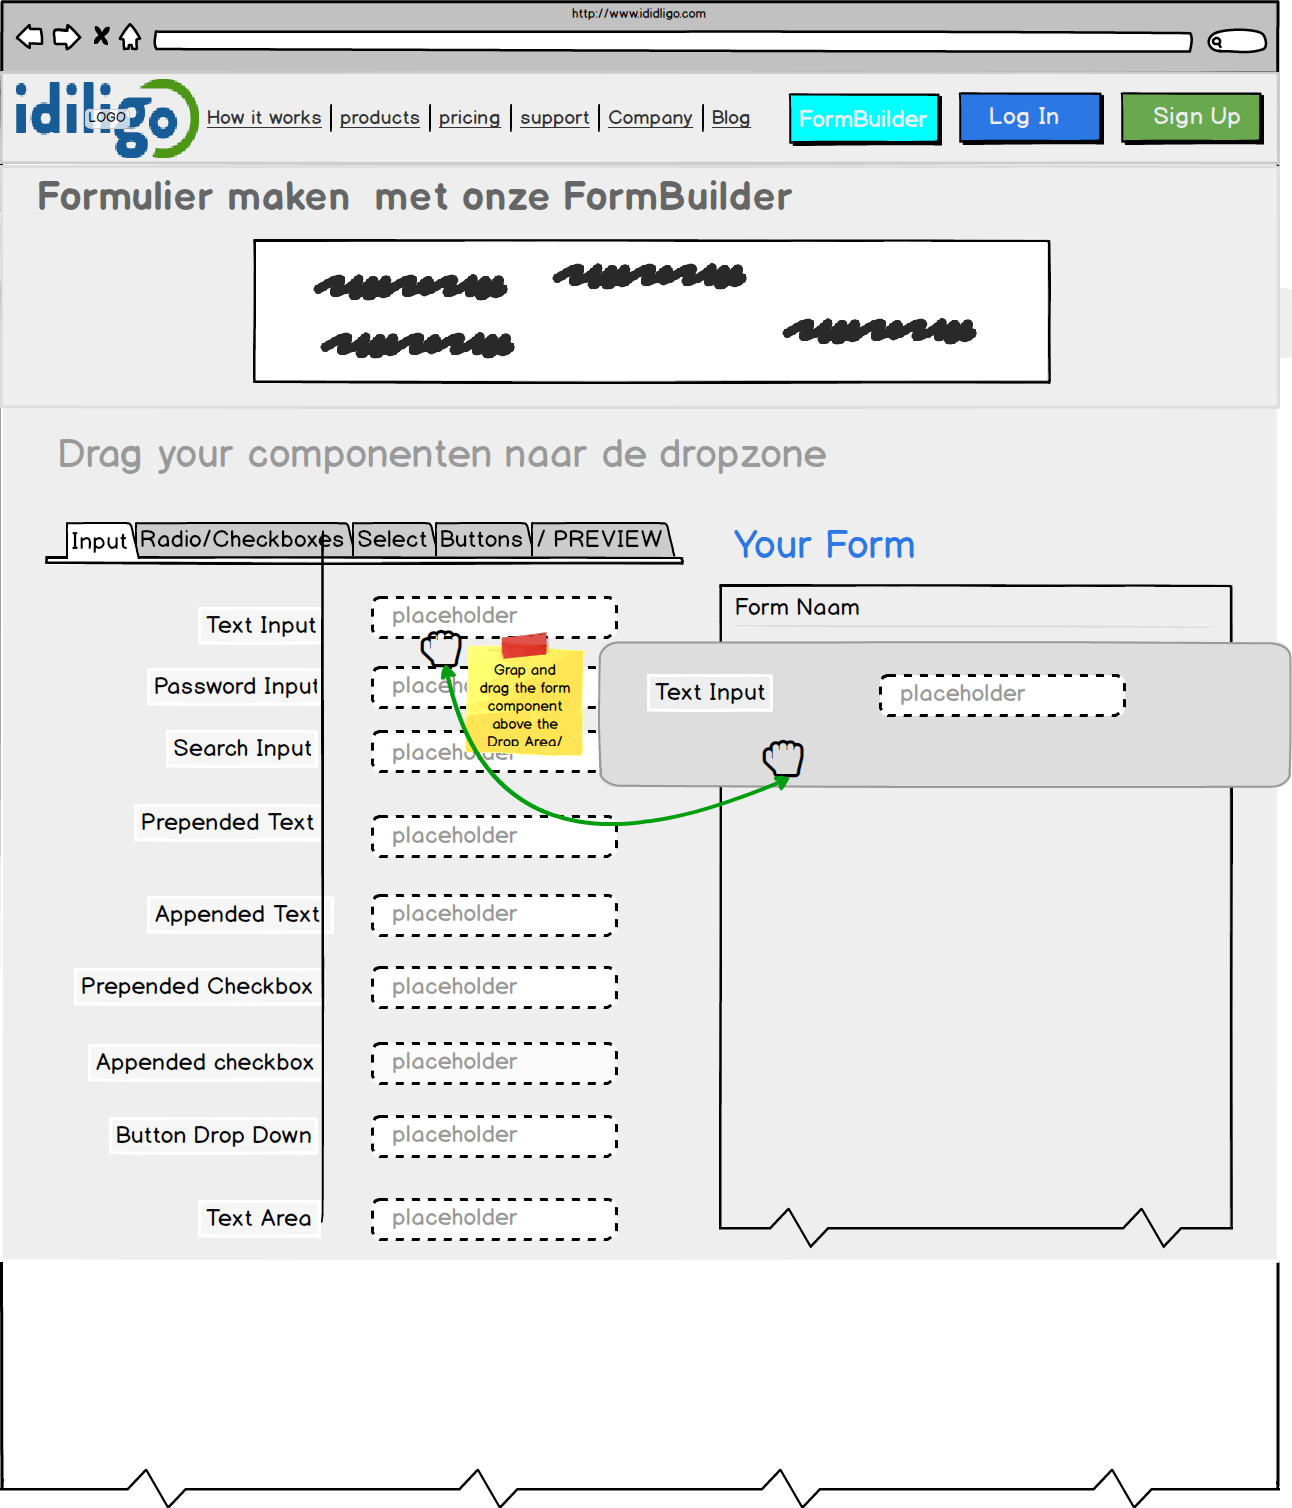 http://www.ididligo.com
idiligo
LOGO
How it works products pricing support Company Blog
FormBuilder
Log In
Sign Up
Formulier maken met onze FormBuilder
Drag your componenten naar de dropzone
Input Radio/Checkboxes Select Buttons / PREVIEW
Your Form
Form Naam
Text Input placeholder
Password Input placeh
Search Input placeholder
Prepended Text placeholder
Appended Text placeholder
Prepended Checkbox placeholder
Appended checkbox placeholder
Button Drop Down placeholder
Text Area placeholder
Grap and
drag the form
component
above the
Drop Area/
Text Input placeholder